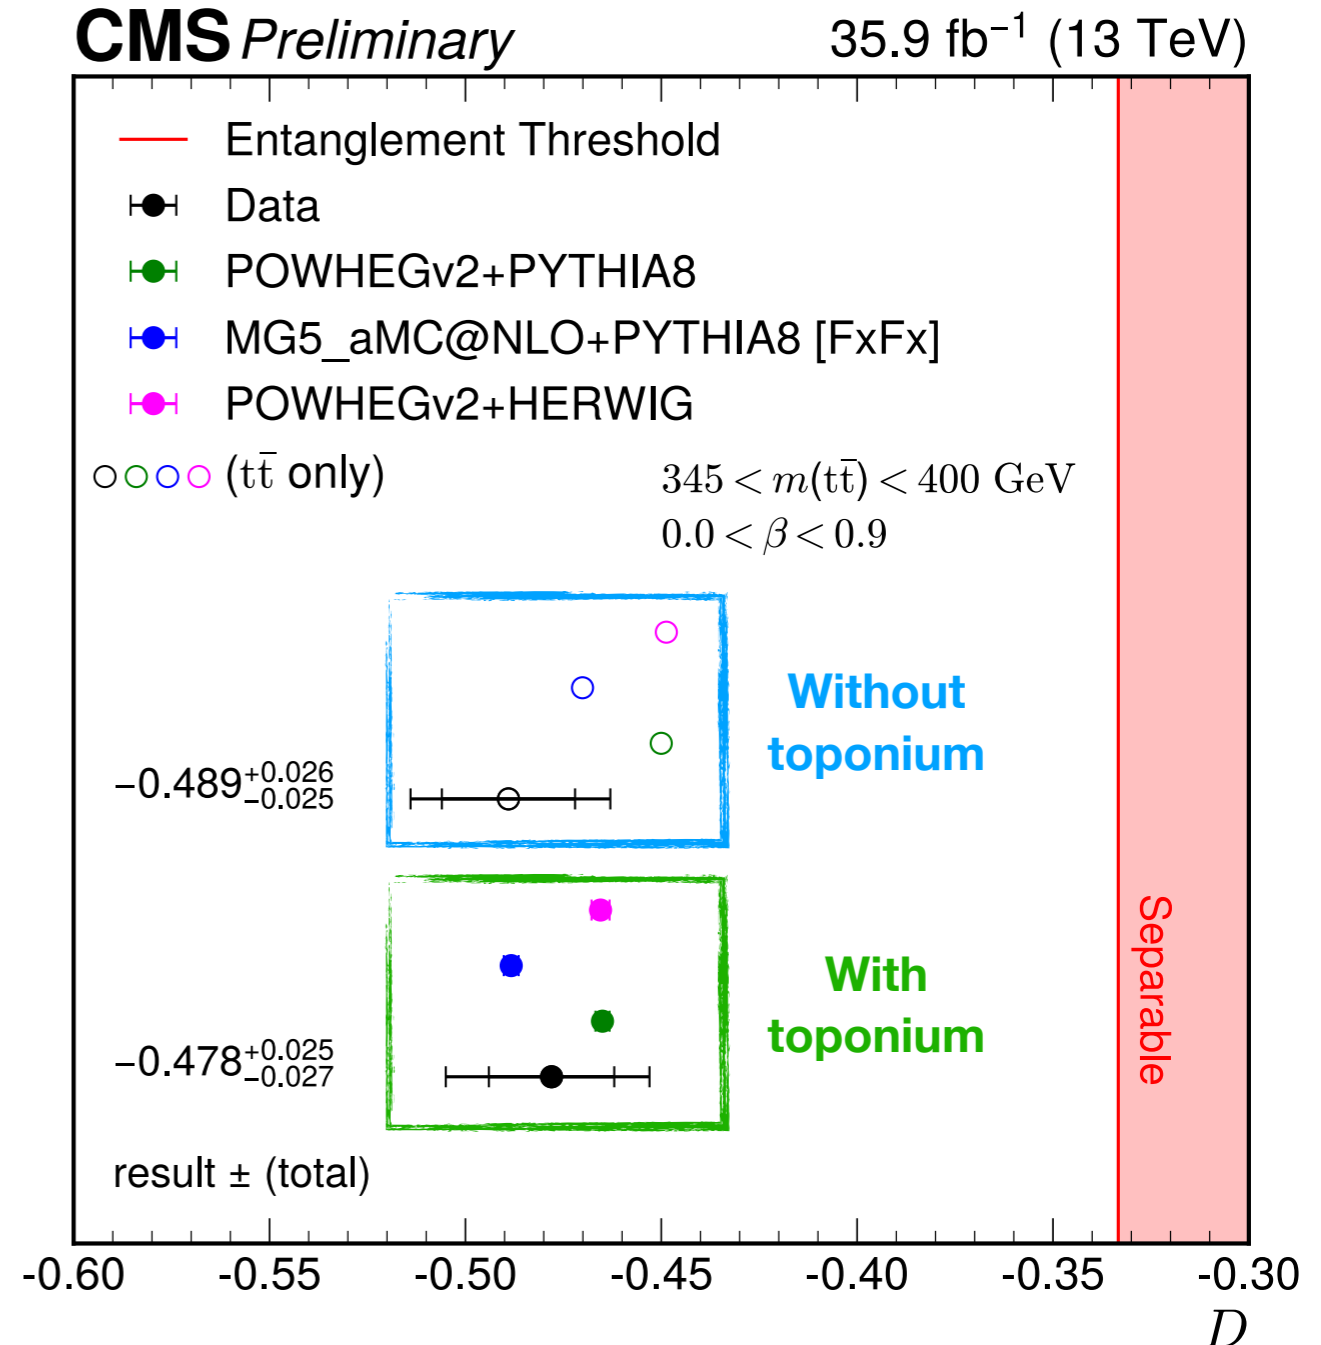 CMS Preliminary 35.9 fb⁻¹ (13 TeV)
Entanglement Threshold
Data
POWHEGv2+PYTHIA8
MG5_aMC@NLO+PYTHIA8 [FxFx]
POWHEGv2+HERWIG
(tt̄ only)
345 < m(tt̄) < 400 GeV
0.0 < β < 0.9
Without
toponium
−0.489 +0.026 −0.025
With
toponium
−0.478 +0.025 −0.027
Separable
result ± (total)
-0.60 -0.55 -0.50 -0.45 -0.40 -0.35 -0.30
D